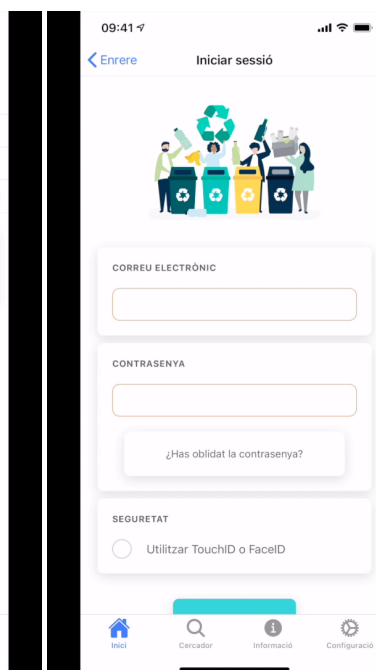 09:41
Enrere
Iniciar sessió
CORREU ELECTRÒNIC
CONTRASENYA
¿Has oblidat la contrasenya?
SEGURETAT
Utilitzar TouchID o FaceID
Inici
Cercador
Informació
Configuració